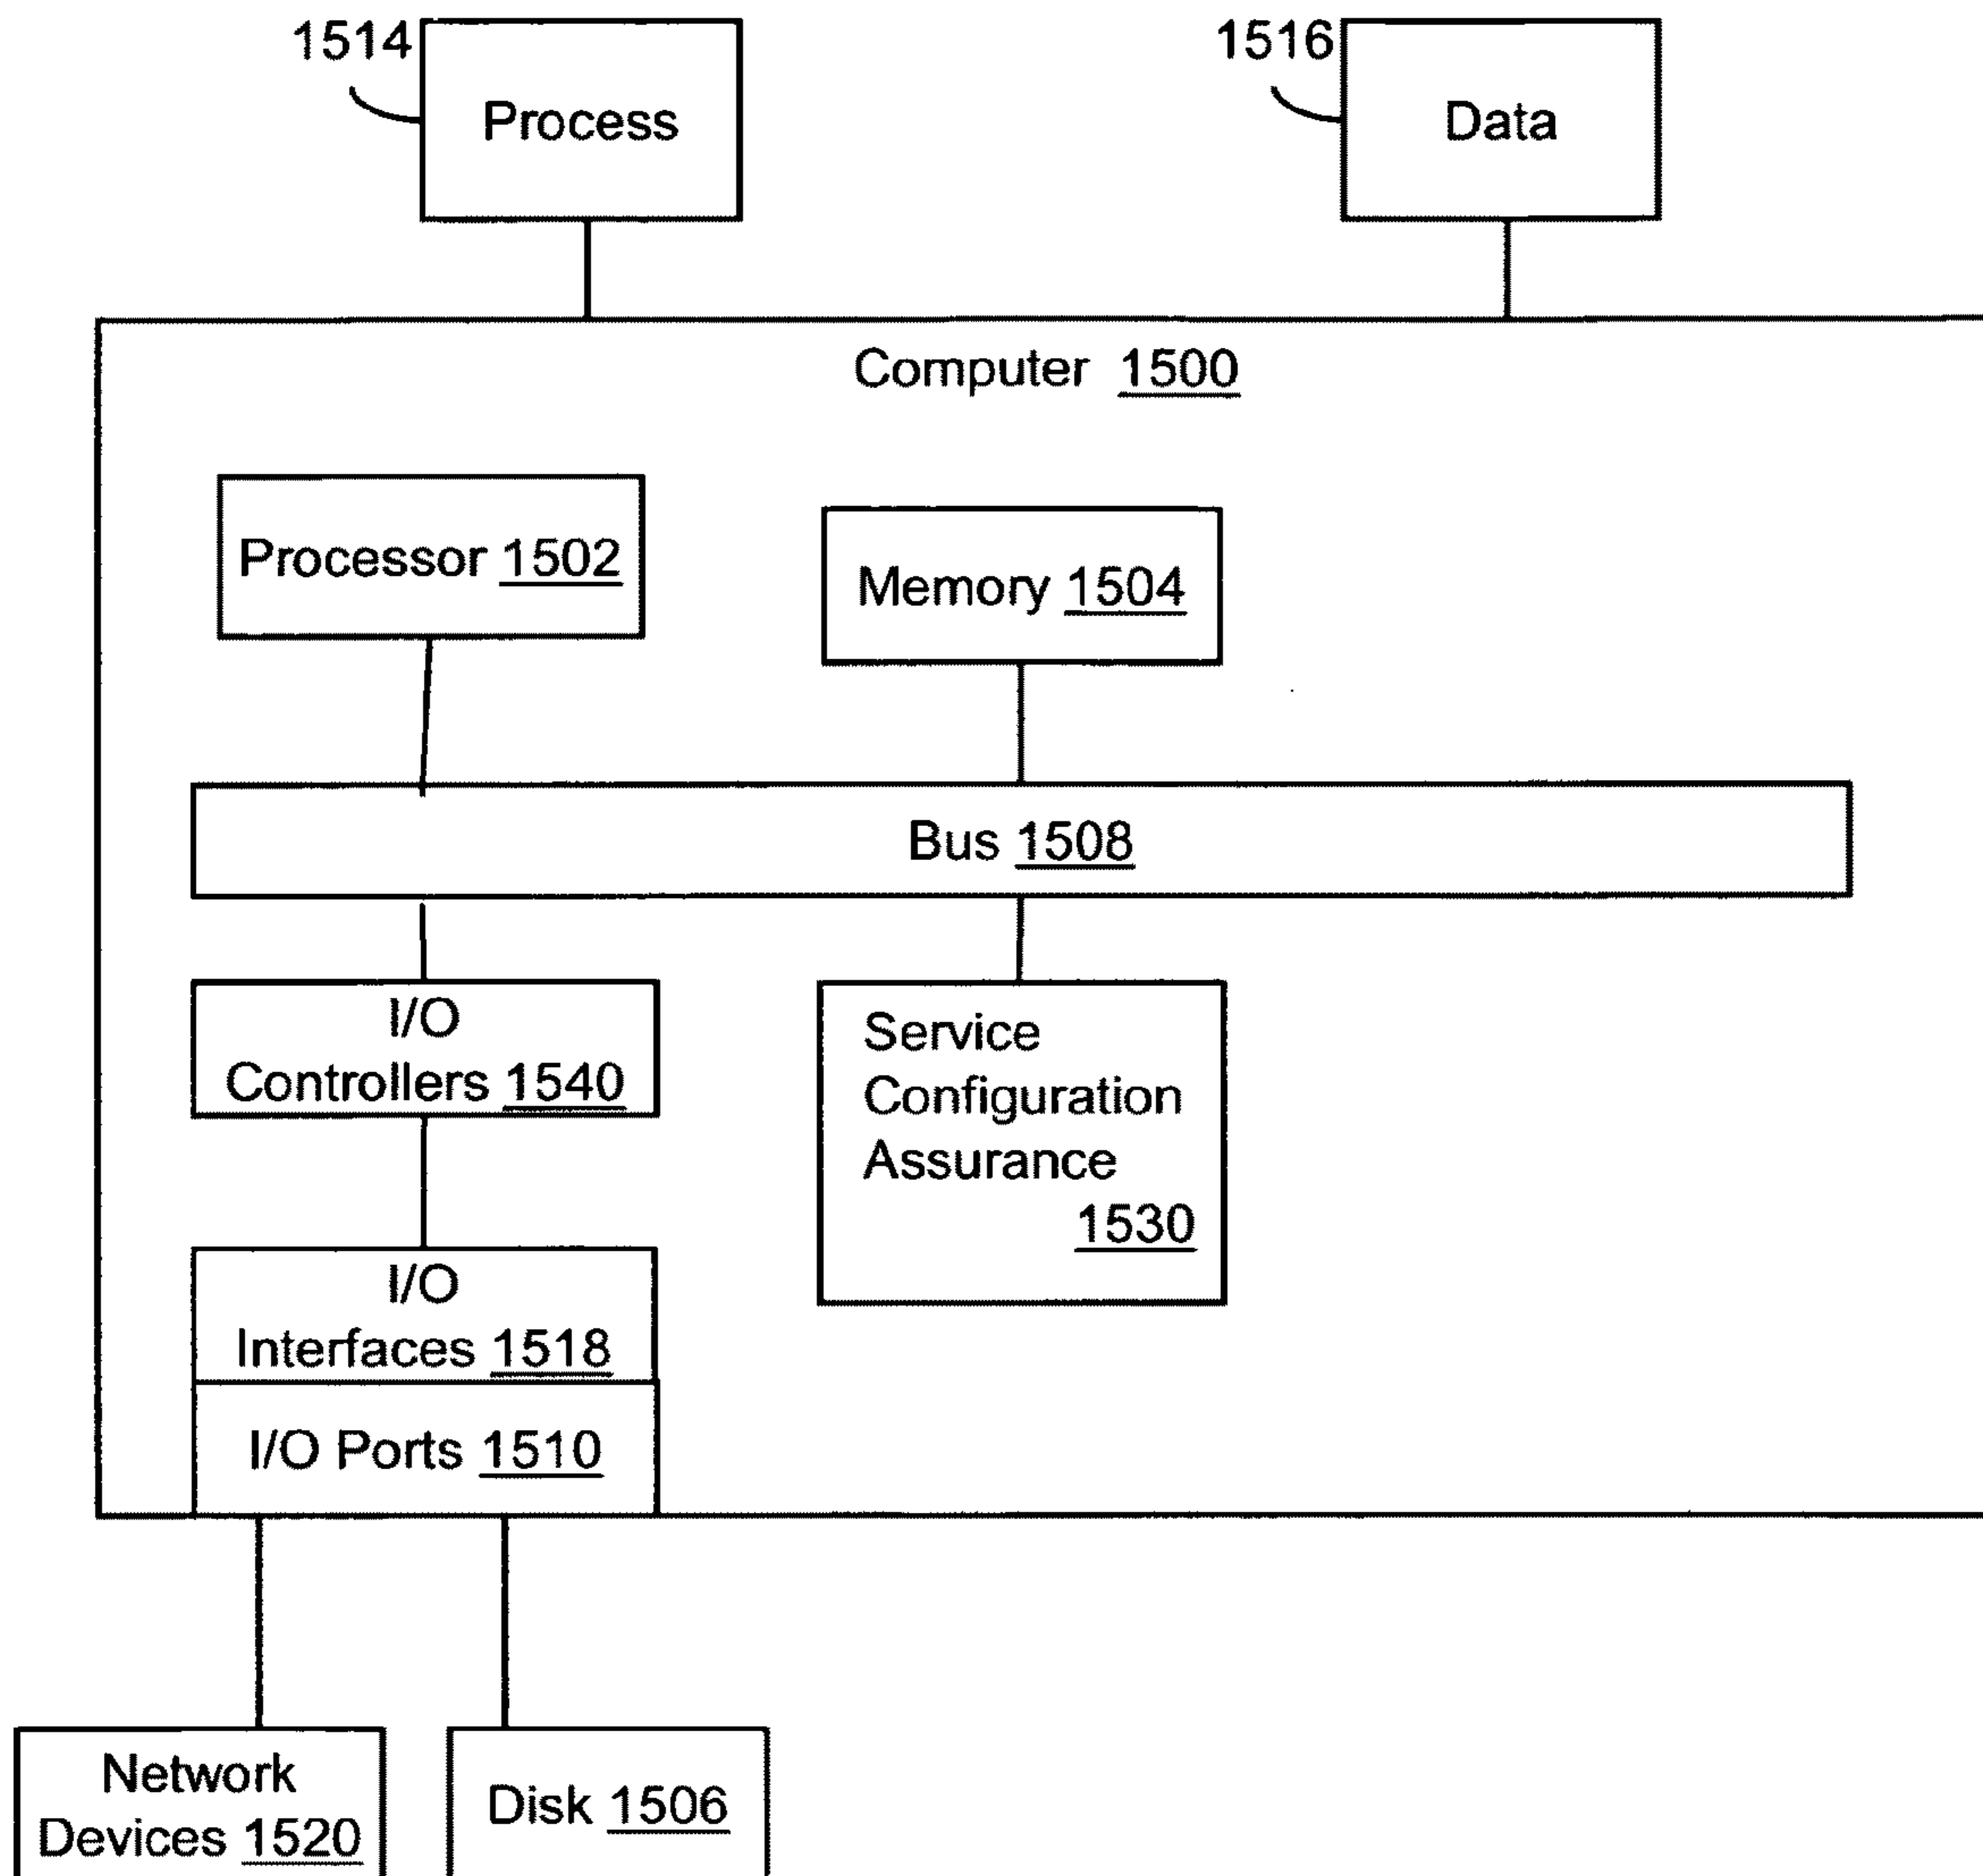 1514
Process
1516
Data
Computer 1500
Processor 1502
Memory 1504
Bus 1508
I/O
Controllers 1540
Service
Configuration
Assurance
1530
I/O
Interfaces 1518
I/O Ports 1510
Network
Devices 1520
Disk 1506